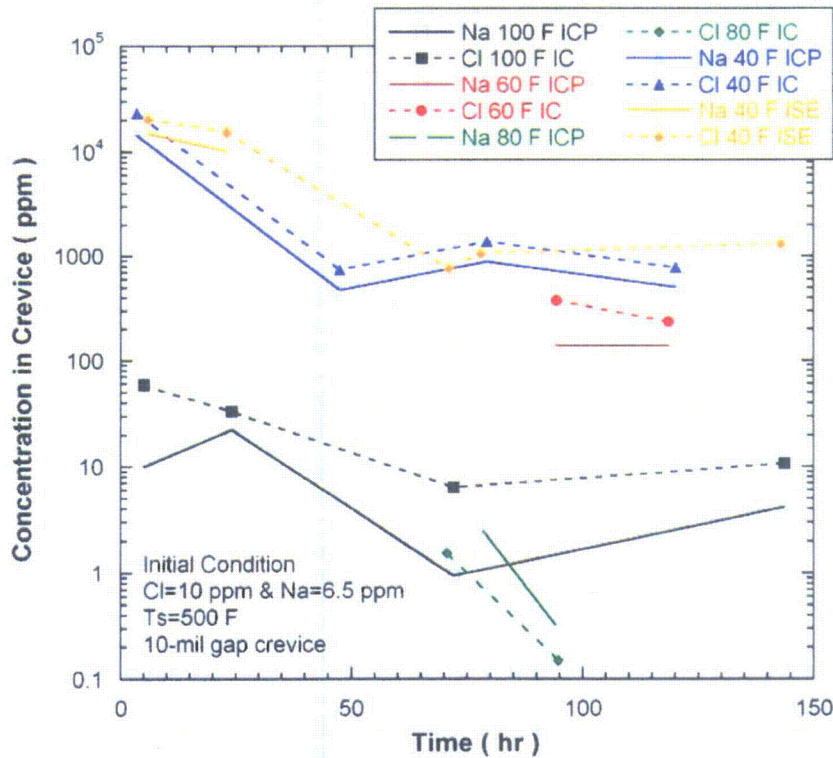 Na 100 F ICP
Cl 100 F IC
Na 60 F ICP
Cl 60 F IC
Na 80 F ICP
Cl 80 F IC
Na 40 F ICP
Cl 40 F IC
Na 40 F ISE
Cl 40 F ISE
Concentration in Crevice ( ppm )
10^5
10^4
1000
100
10
1
0.1
Initial Condition
Cl=10 ppm & Na=6.5 ppm
Ts=500 F
10-mil gap crevice
0 50 100 150
Time ( hr )